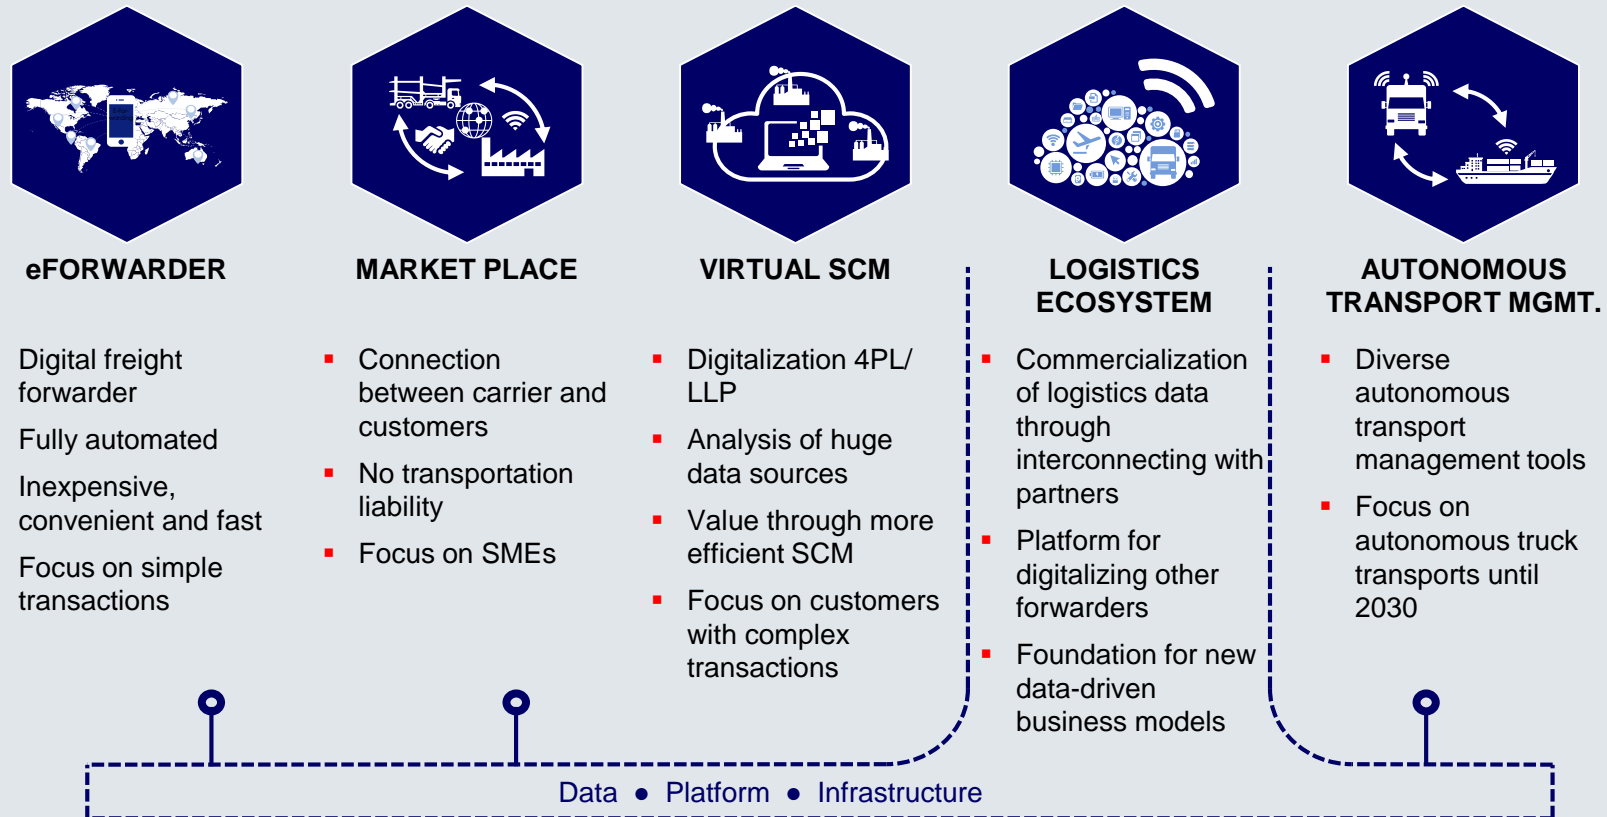 eFORWARDER
Digital freight
forwarder
Fully automated
Inexpensive,
convenient and fast
Focus on simple
transactions
MARKET PLACE
Connection
between carrier and
customers
No transportation
liability
Focus on SMEs
VIRTUAL SCM
Digitalization 4PL/
LLP
Analysis of huge
data sources
Value through more
efficient SCM
Focus on customers
with complex
transactions
LOGISTICS
ECOSYSTEM
Commercialization
of logistics data
through
interconnecting with
partners
Platform for
digitalizing other
forwarders
Foundation for new
data-driven
business models
AUTONOMOUS
TRANSPORT MGMT.
Diverse
autonomous
transport
management tools
Focus on
autonomous truck
transports until
2030
Data ● Platform ● Infrastructure